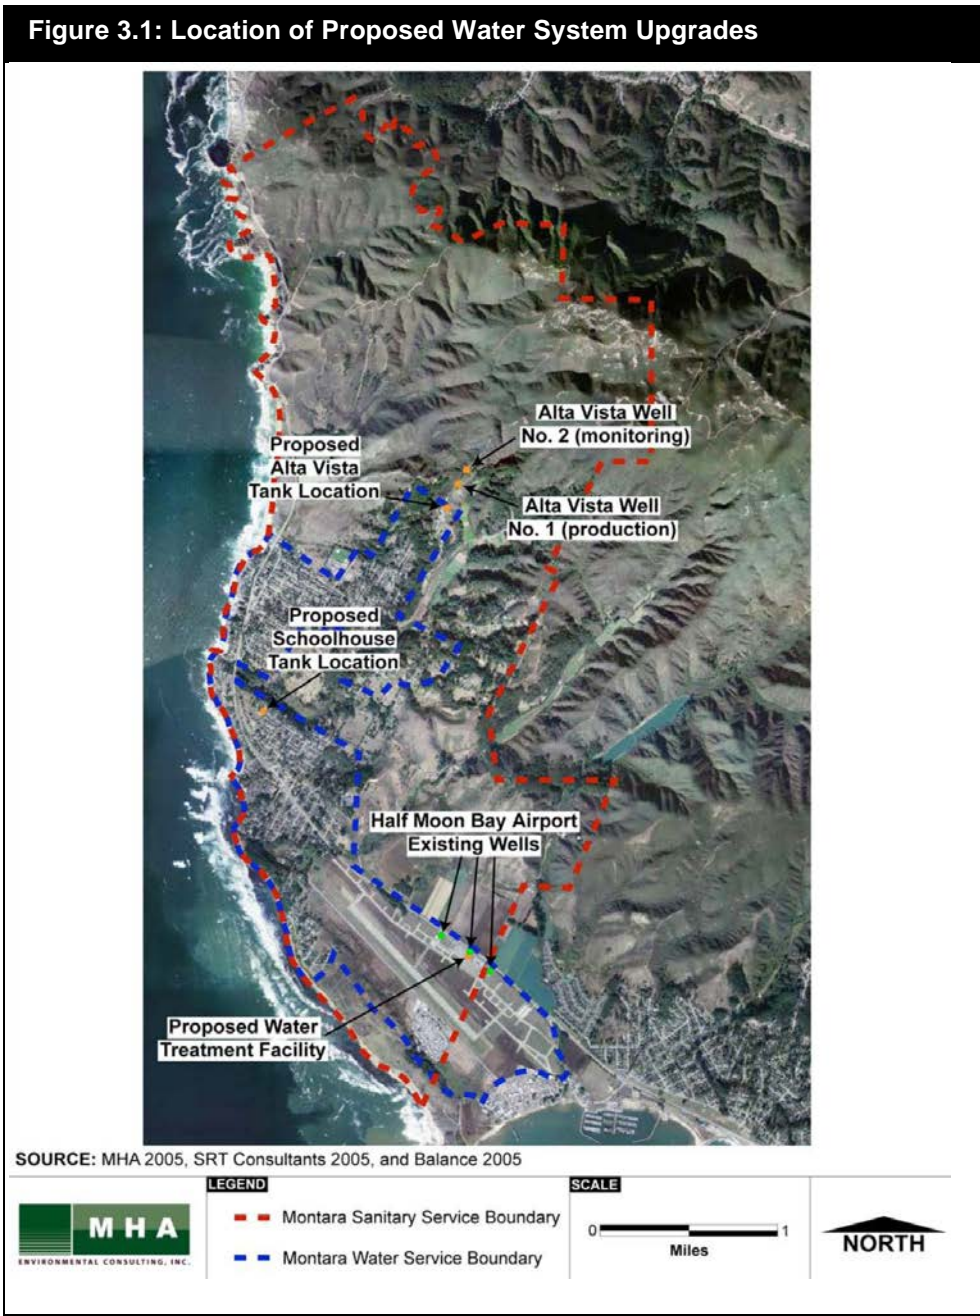 Figure 3.1: Location of Proposed Water System Upgrades
Alta Vista Well
No. 2 (monitoring)
Proposed
Alta Vista
Tank Location
Alta Vista Well
No. 1 (production)
Proposed
Schoolhouse
Tank Location
Half Moon Bay Airport
Existing Wells
Proposed Water
Treatment Facility
SOURCE: MHA 2005, SRT Consultants 2005, and Balance 2005
MHA
ENVIRONMENTAL CONSULTING, INC.
LEGEND
Montara Sanitary Service Boundary
Montara Water Service Boundary
SCALE
0 1
Miles
NORTH